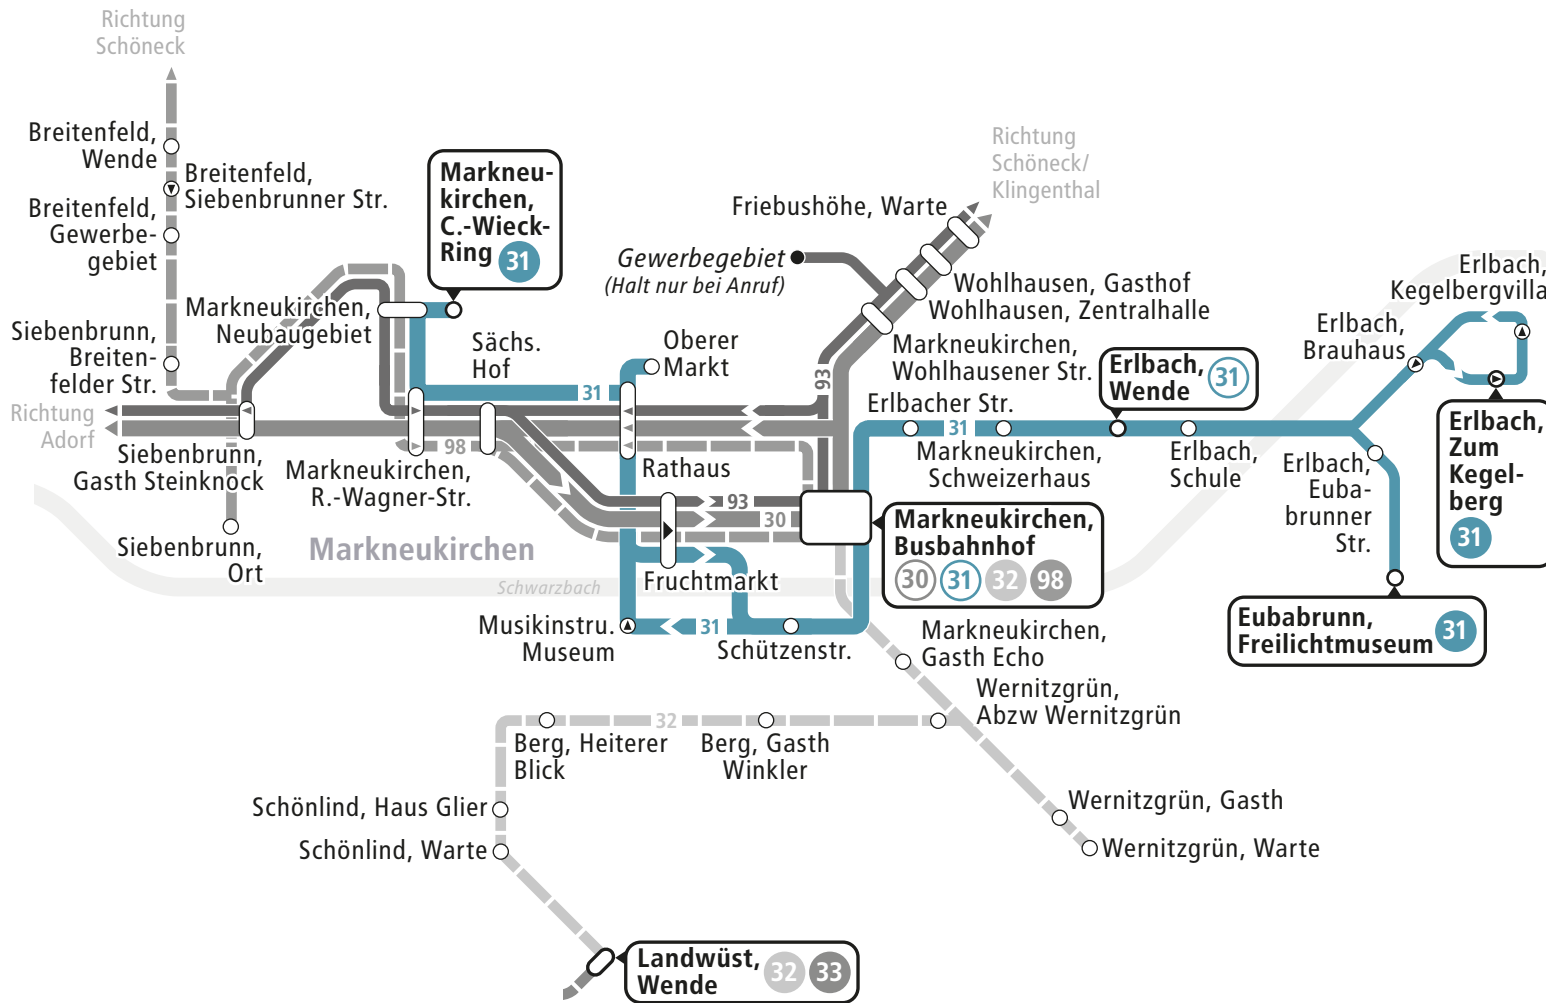 Richtung
Schöneck
Breitenfeld,
Wende
Breitenfeld,
Siebenbrunner Str.
Breitenfeld,
Gewerbe-
gebiet
Markneu-
kirchen,
C.-Wieck-
Ring 31
Richtung
Schöneck/
Klingenthal
Friebushöhe, Warte
Gewerbegebiet
(Halt nur bei Anruf)
Wohlhausen, Gasthof
Wohlhausen, Zentralhalle
Erlbach,
Kegelbergvilla
Markneukirchen,
Neubaugebiet
Siebenbrunn,
Breiten-
felder Str.
Sächs.
Hof
Oberer
Markt
Markneukirchen,
Wohlhausener Str.
Erlbach,
Wende 31
Erlbach,
Brauhaus
93
31
Richtung
Adorf
Erlbacher Str.
31
Siebenbrunn,
Gasth Steinknock
98
Markneukirchen,
R.-Wagner-Str.
Rathaus
Markneukirchen,
Schweizerhaus
Erlbach,
Schule
Erlbach,
Euba-
brunner
Str.
Erlbach,
Zum
Kegel-
berg
31
93
30
Markneukirchen,
Busbahnhof
30 31 32 98
Siebenbrunn,
Ort
Markneukirchen
Schwarzbach
Fruchtmarkt
Musikinstru.
Museum
31
Schützenstr.
Eubabrunn,
Freilichtmuseum 31
Markneukirchen,
Gasth Echo
Wernitzgrün,
Abzw Wernitzgrün
32
Berg, Heiterer
Blick
Berg, Gasth
Winkler
Schönlind, Haus Glier
Schönlind, Warte
Wernitzgrün, Gasth
Wernitzgrün, Warte
Landwüst,
Wende 32 33